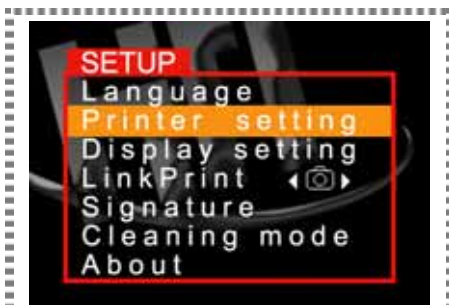 SETUP
Language
Printer setting
Display setting
LinkPrint
Signature
Cleaning mode
About